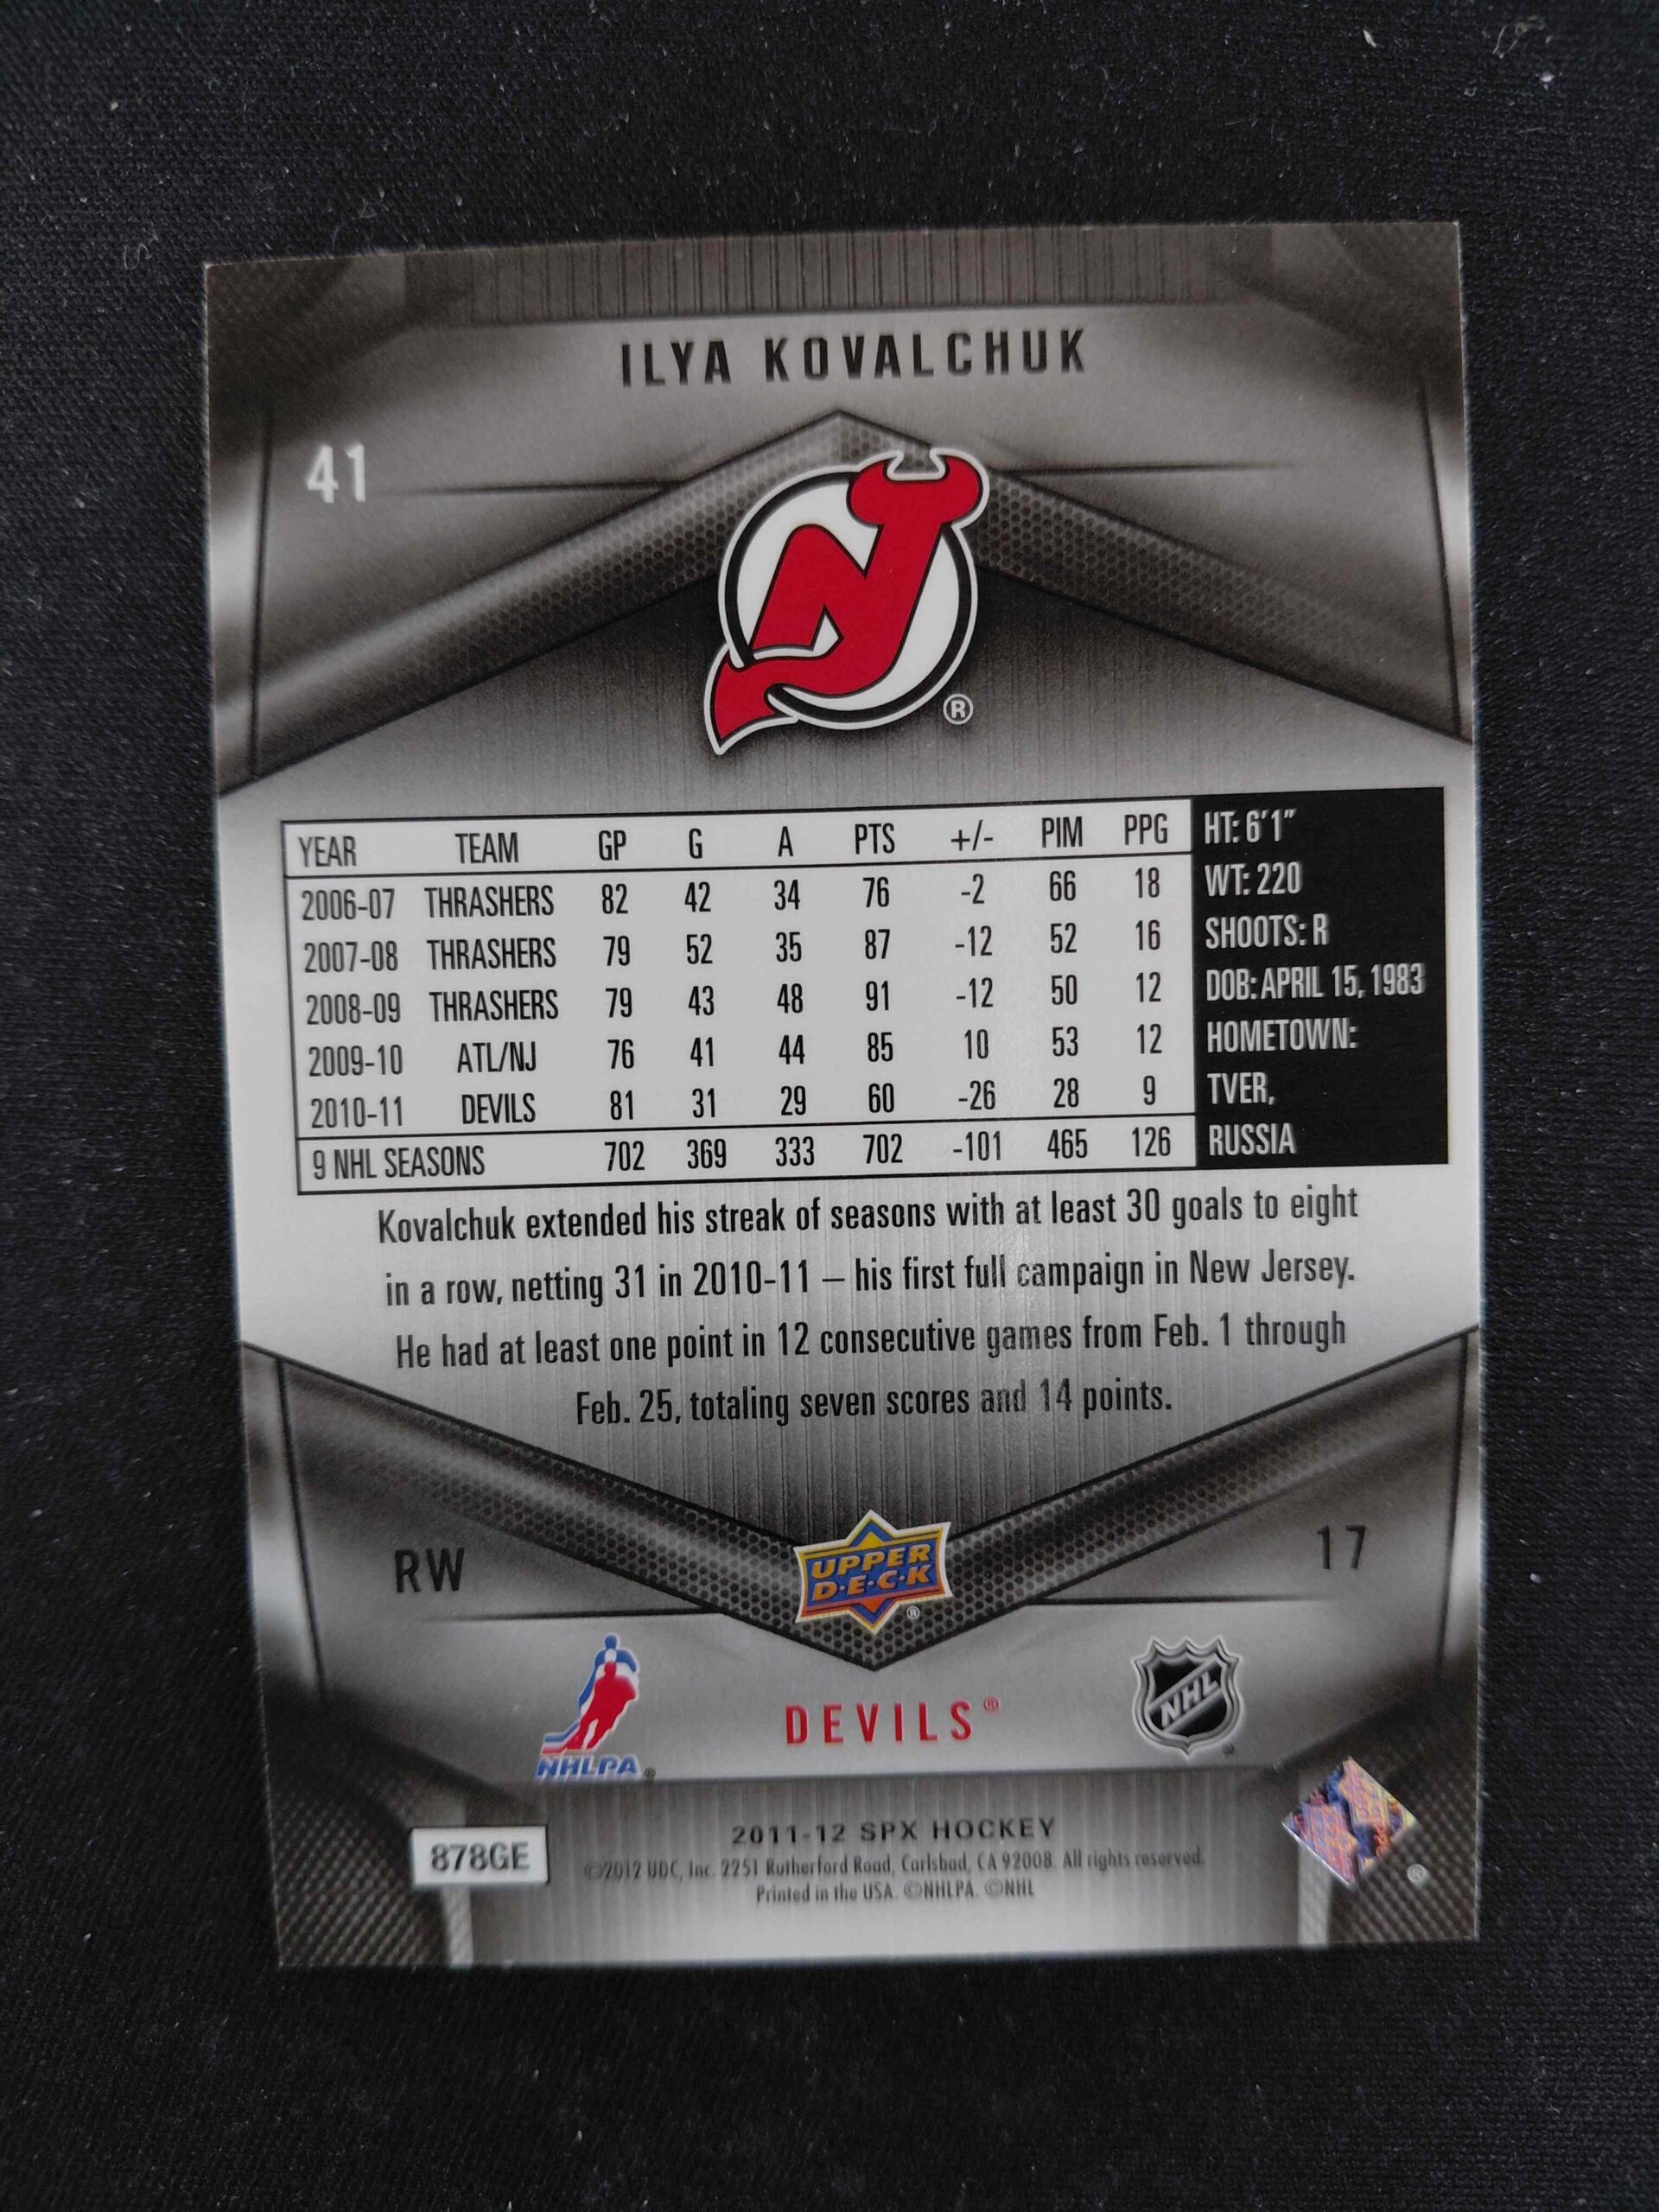 ILYA KOVALCHUK
41
®
YEAR TEAM GP G A PTS +/- PIM PPG
2006-07 THRASHERS 82 42 34 76 -2 66 18
2007-08 THRASHERS 79 52 35 87 -12 52 16
2008-09 THRASHERS 79 43 48 91 -12 50 12
2009-10 ATL/NJ 76 41 44 85 10 53 12
2010-11 DEVILS 81 31 29 60 -26 28 9
9 NHL SEASONS 702 369 333 702 -101 465 126
HT: 6'1"
WT: 220
SHOOTS: R
DOB: APRIL 15, 1983
HOMETOWN:
TVER,
RUSSIA
Kovalchuk extended his streak of seasons with at least 30 goals to eight
in a row, netting 31 in 2010-11 – his first full campaign in New Jersey.
He had at least one point in 12 consecutive games from Feb. 1 through
Feb. 25, totaling seven scores and 14 points.
RW
UPPER
D·E·C·K
®
17
NHLPA®
DEVILS®
NHL
2011-12 SPX HOCKEY
878GE
©2012 UDC, Inc. 2251 Rutherford Road, Carlsbad, CA 92008. All rights reserved.
Printed in the USA. ©NHLPA. ©NHL
®